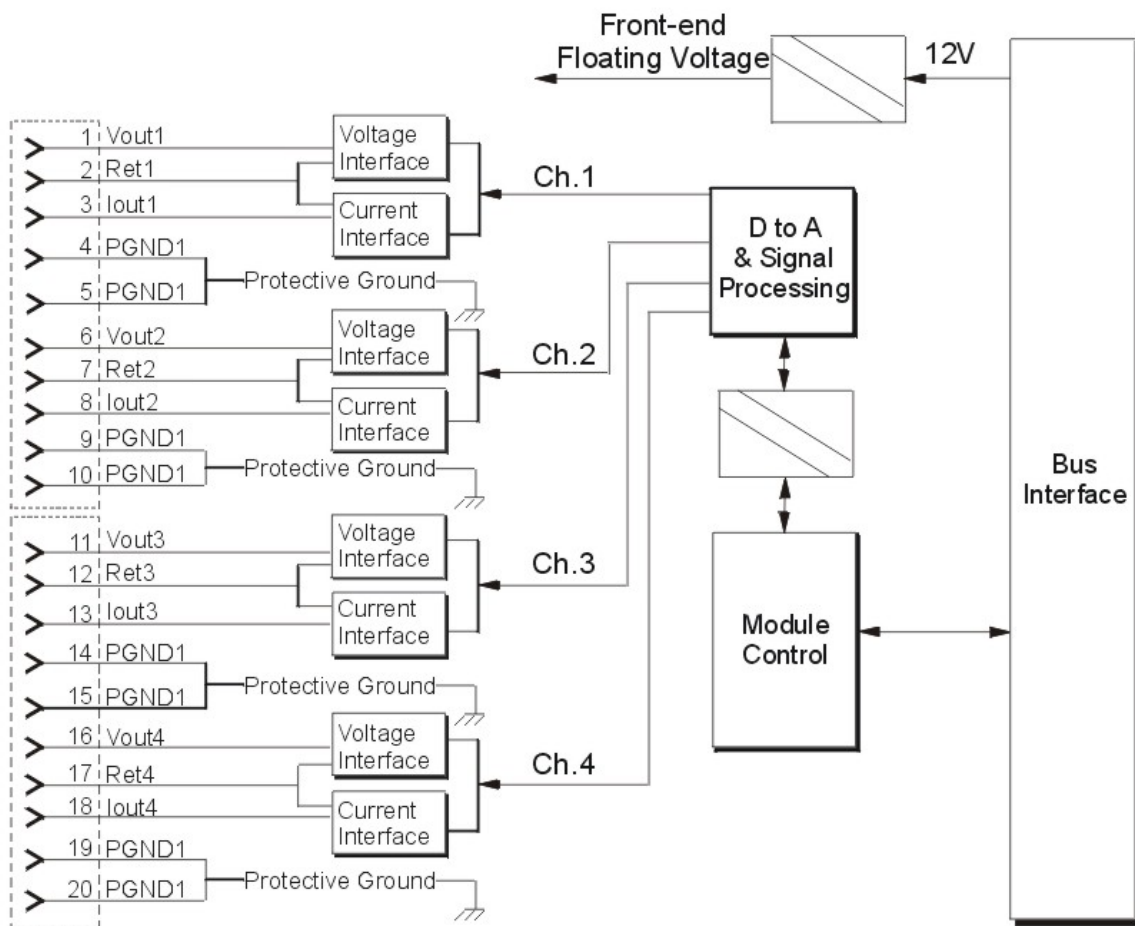 Front-end
Floating Voltage
12V
1 Vout1
2 Ret1
3 Iout1
4 PGND1
5 PGND1
Voltage
Interface
Current
Interface
Protective Ground
Ch.1
6 Vout2
7 Ret2
8 Iout2
9 PGND1
10 PGND1
Voltage
Interface
Current
Interface
Protective Ground
Ch.2
11 Vout3
12 Ret3
13 Iout3
14 PGND1
15 PGND1
Voltage
Interface
Current
Interface
Protective Ground
Ch.3
16 Vout4
17 Ret4
18 Iout4
19 PGND1
20 PGND1
Voltage
Interface
Current
Interface
Protective Ground
Ch.4
D to A
& Signal
Processing
Module
Control
Bus
Interface